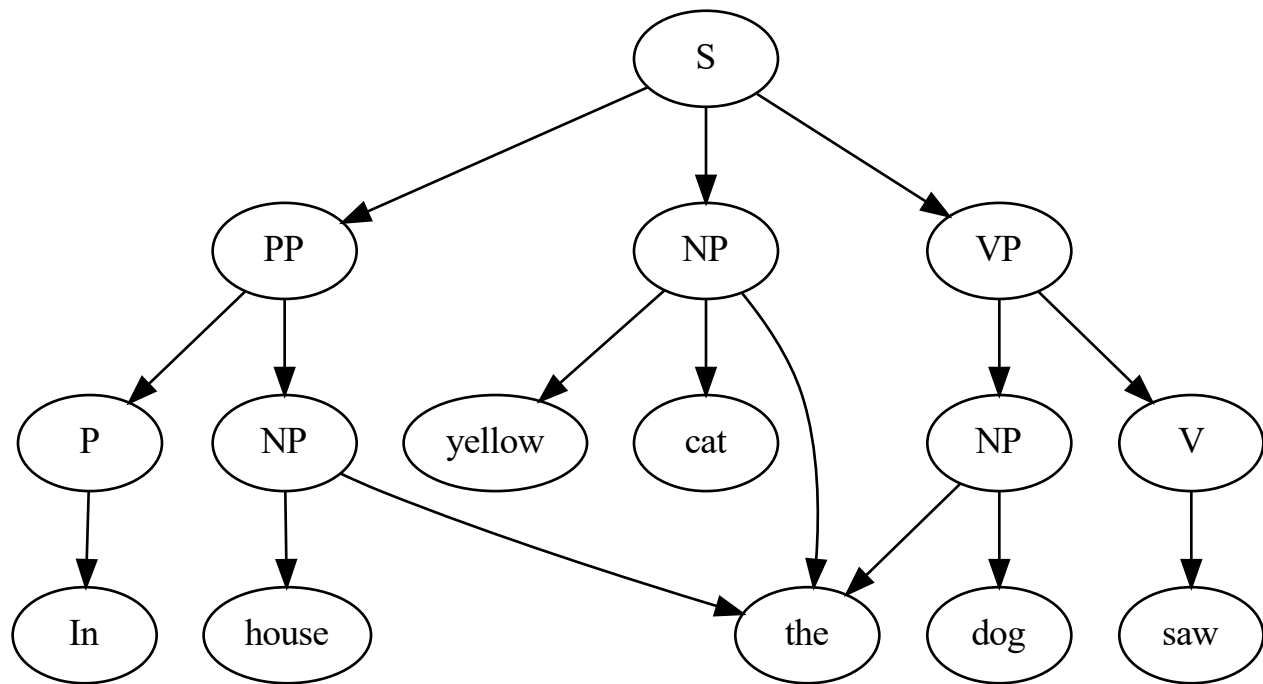 S
PP NP VP
P NP yellow cat NP V
In house the dog saw